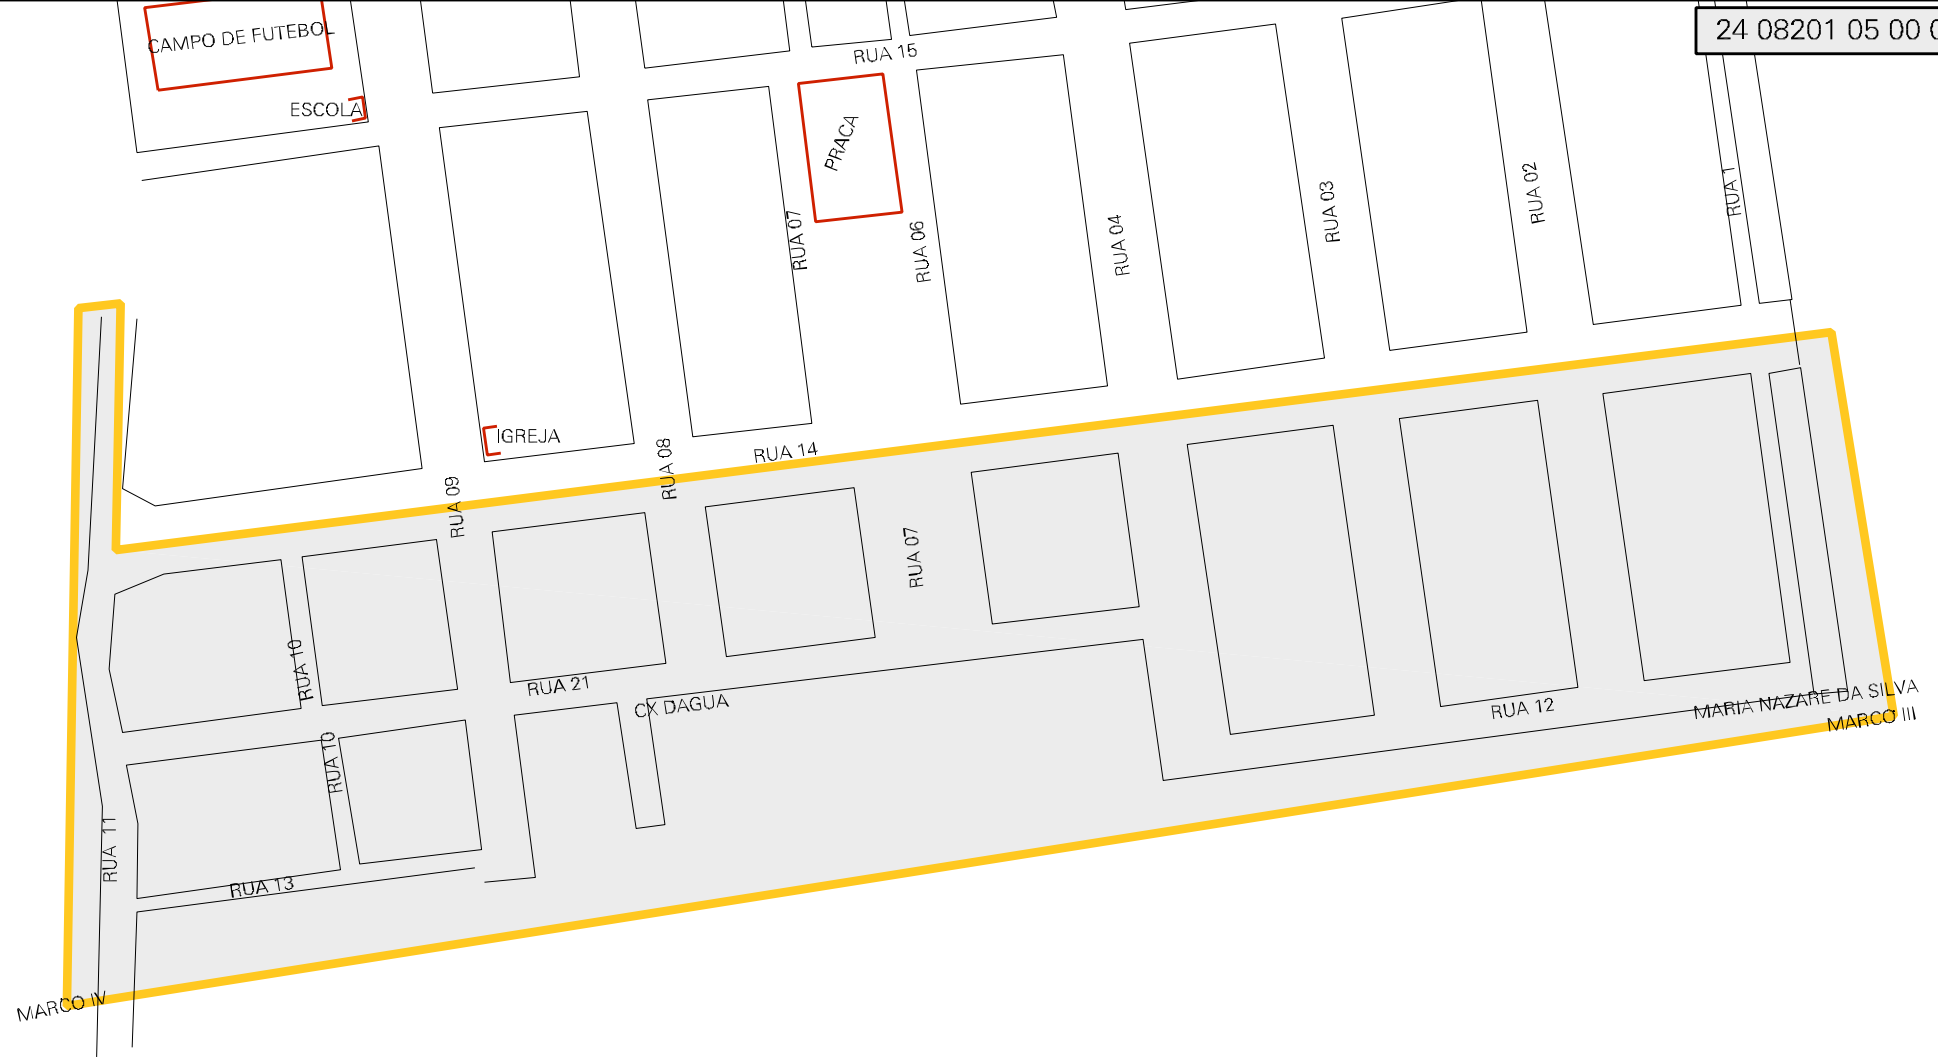 CAMPO DE FUTEBOL
24 08201 05 00
RUA 15
ESCOLA
PRACA
RUA 07
RUA 06
RUA 04
RUA 03
RUA 02
RUA 1
IGREJA
RUA 14
RUA 08
RUA 09
RUA 07
RUA 10
RUA 21
CX DAGUA
RUA 12
MARIA NAZARE DA SILVA
MARCO III
RUA 10
RUA 11
RUA 13
MARCO IV